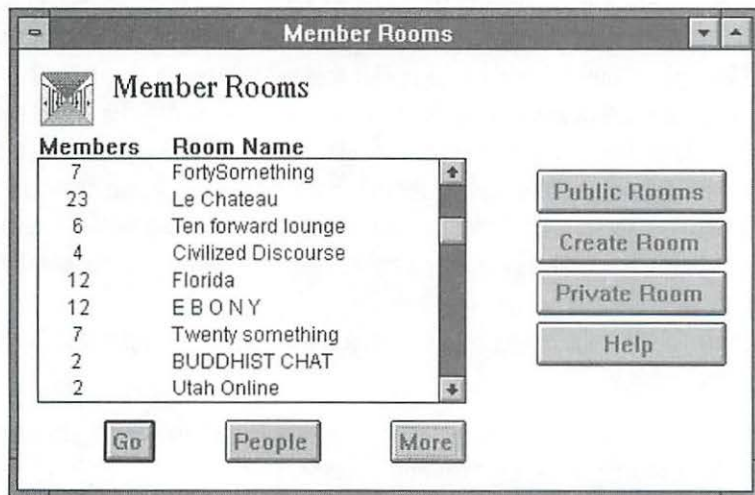 Member Rooms
Member Rooms
Members Room Name
7 FortySomething
23 Le Chateau
6 Ten forward lounge
4 Civilized Discourse
12 Florida
12 E B O N Y
7 Twenty something
2 BUDDHIST CHAT
2 Utah Online
Public Rooms
Create Room
Private Room
Help
Go People More